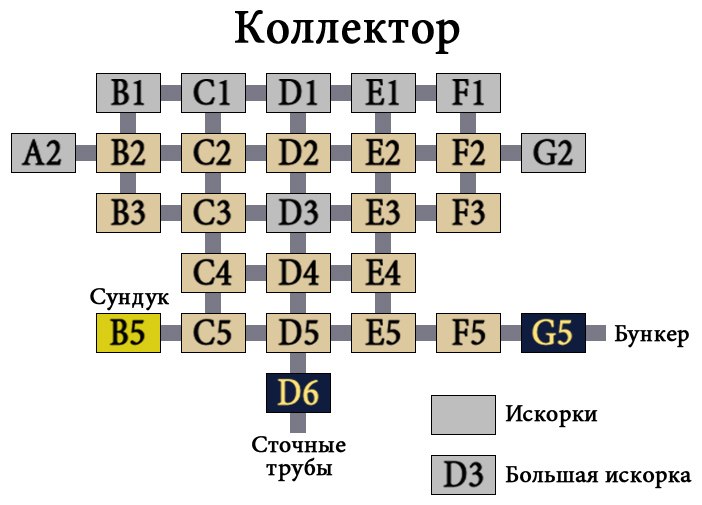 Коллектор
B1 C1 D1 E1 F1
A2 B2 C2 D2 E2 F2 G2
B3 C3 D3 E3 F3
C4 D4 E4
Сундук
B5 C5 D5 E5 F5 G5 Бункер
D6
Сточные
трубы
Искорки
D3 Большая искорка